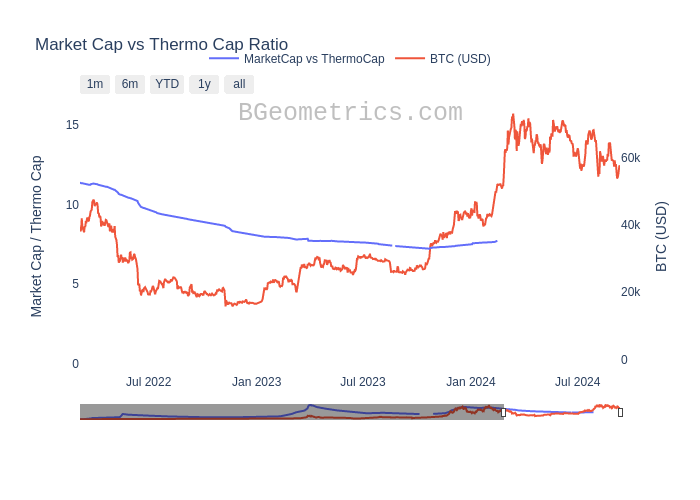 Market Cap vs Thermo Cap Ratio
MarketCap vs ThermoCap
BTC (USD)
1m
6m
YTD
1y
all
BGeometrics.com
15
10
5
0
Market Cap / Thermo Cap
60k
40k
20k
0
BTC (USD)
Jul 2022
Jan 2023
Jul 2023
Jan 2024
Jul 2024